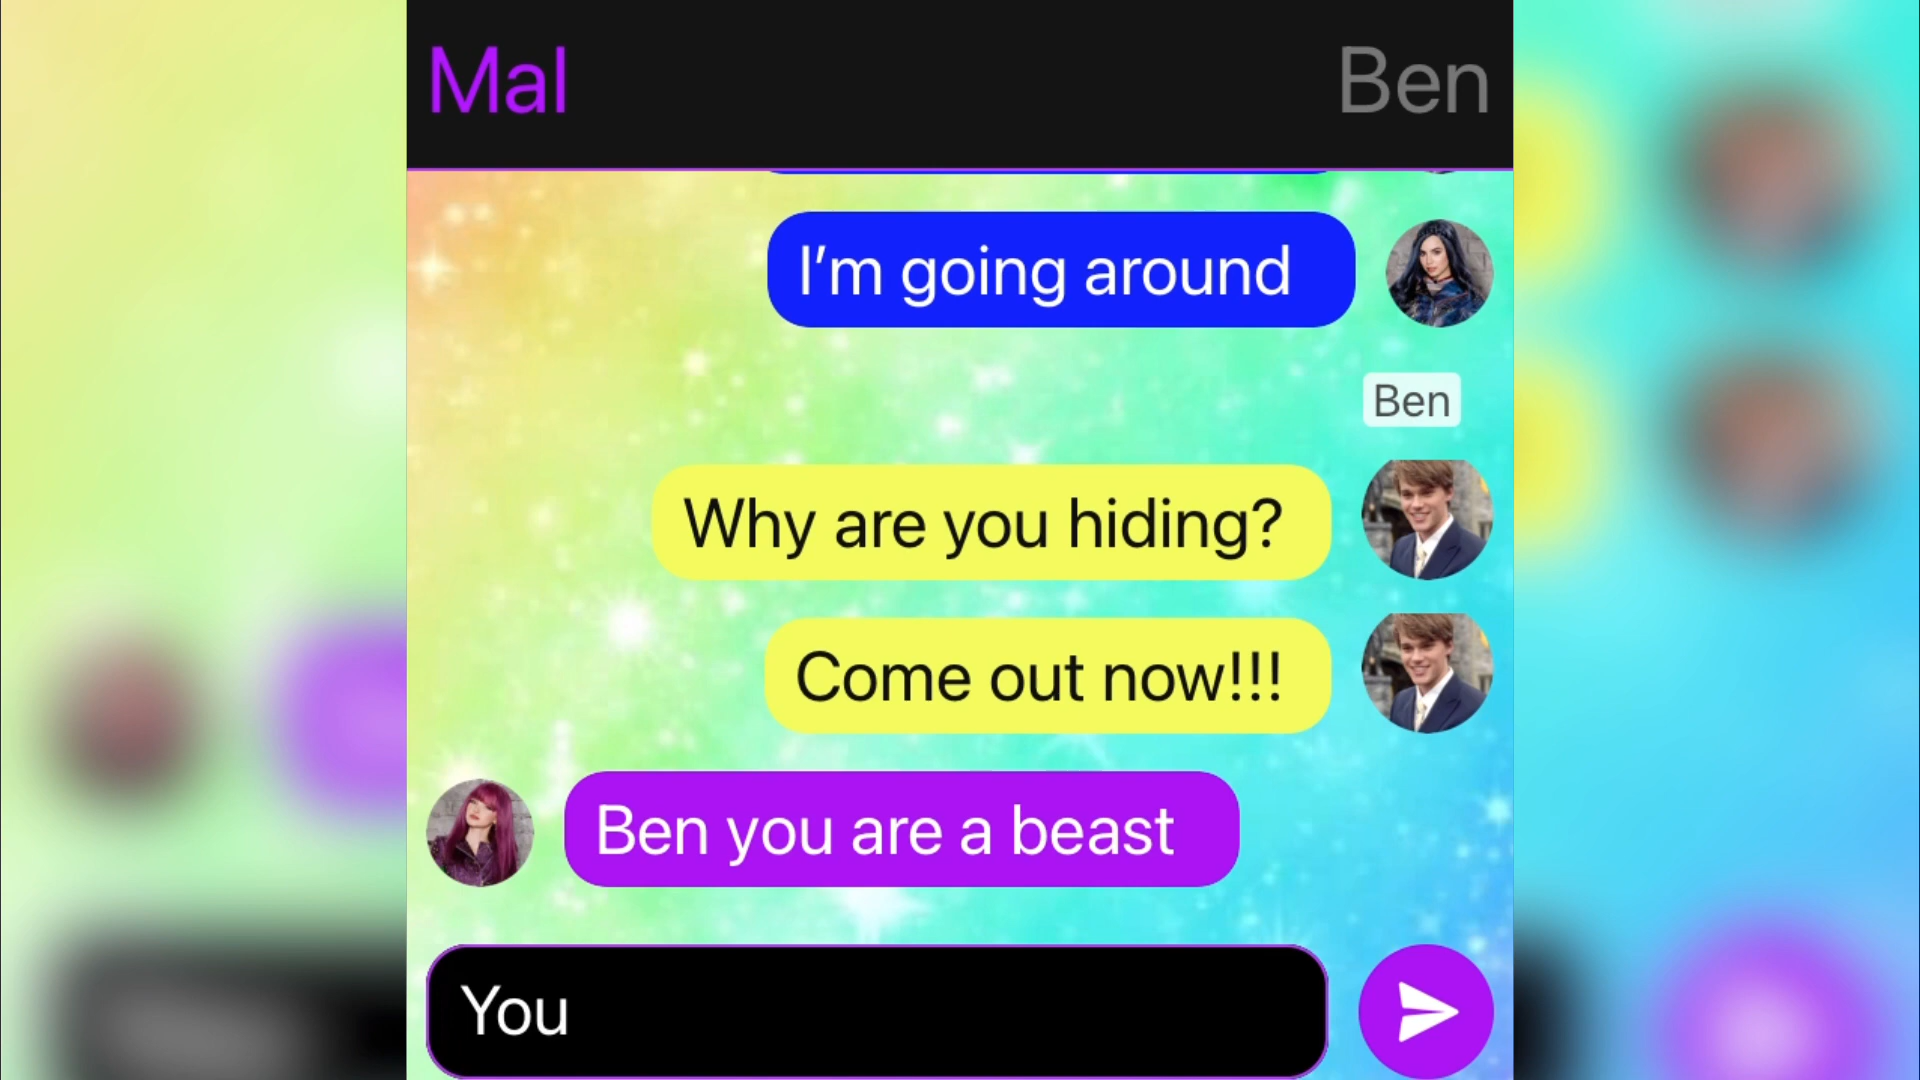 Mal
Ben
I’m going around
Ben
Why are you hiding?
Come out now!!!
Ben you are a beast
You